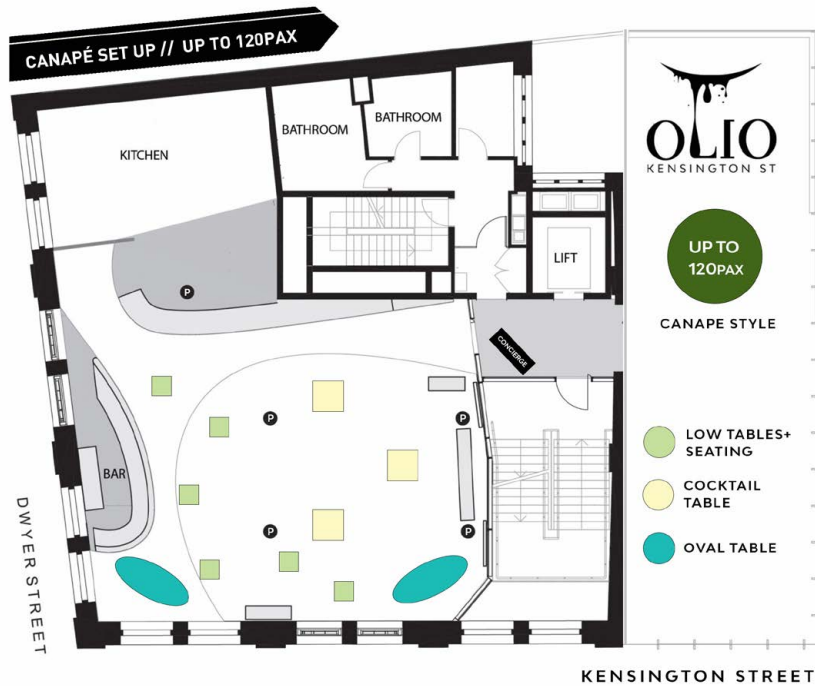 CANAPÉ SET UP // UP TO 120PAX
OLIO
KENSINGTON ST
UP TO
120PAX
CANAPE STYLE
LOW TABLES+
SEATING
COCKTAIL
TABLE
OVAL TABLE
KITCHEN
BATHROOM
BATHROOM
LIFT
P
CONCIERGE
P
P
BAR
P
P
DWYER STREET
KENSINGTON STREET